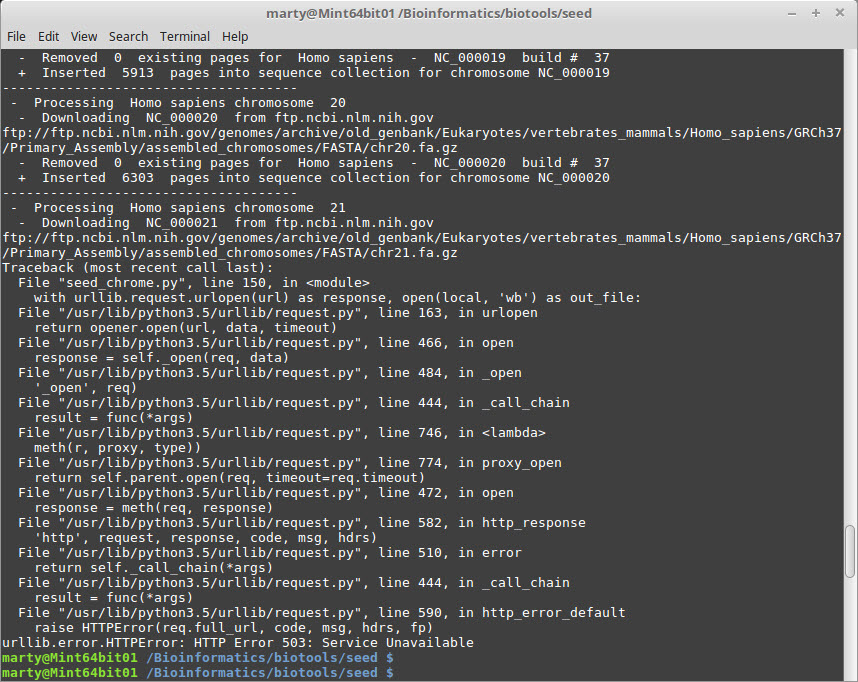 marty@Mint64bit01 /Bioinformatics/biotools/seed
File Edit View Search Terminal Help
- Removed 0 existing pages for Homo sapiens - NC_000019 build # 37
+ Inserted 5913 pages into sequence collection for chromosome NC_000019
-------------------------------------
- Processing Homo sapiens chromosome 20
- Downloading NC_000020 from ftp.ncbi.nlm.nih.gov
ftp://ftp.ncbi.nlm.nih.gov/genomes/archive/old_genbank/Eukaryotes/vertebrates_mammals/Homo_sapiens/GRCh37
/Primary_Assembly/assembled_chromosomes/FASTA/chr20.fa.gz
- Removed 0 existing pages for Homo sapiens - NC_000020 build # 37
+ Inserted 6303 pages into sequence collection for chromosome NC_000020
-------------------------------------
- Processing Homo sapiens chromosome 21
- Downloading NC_000021 from ftp.ncbi.nlm.nih.gov
ftp://ftp.ncbi.nlm.nih.gov/genomes/archive/old_genbank/Eukaryotes/vertebrates_mammals/Homo_sapiens/GRCh37
/Primary_Assembly/assembled_chromosomes/FASTA/chr21.fa.gz
Traceback (most recent call last):
File "seed_chrome.py", line 150, in <module>
with urllib.request.urlopen(url) as response, open(local, 'wb') as out_file:
File "/usr/lib/python3.5/urllib/request.py", line 163, in urlopen
return opener.open(url, data, timeout)
File "/usr/lib/python3.5/urllib/request.py", line 466, in open
response = self._open(req, data)
File "/usr/lib/python3.5/urllib/request.py", line 484, in _open
'_open', req)
File "/usr/lib/python3.5/urllib/request.py", line 444, in _call_chain
result = func(*args)
File "/usr/lib/python3.5/urllib/request.py", line 746, in <lambda>
meth(r, proxy, type))
File "/usr/lib/python3.5/urllib/request.py", line 774, in proxy_open
return self.parent.open(req, timeout=req.timeout)
File "/usr/lib/python3.5/urllib/request.py", line 472, in open
response = meth(req, response)
File "/usr/lib/python3.5/urllib/request.py", line 582, in http_response
'http', request, response, code, msg, hdrs)
File "/usr/lib/python3.5/urllib/request.py", line 510, in error
return self._call_chain(*args)
File "/usr/lib/python3.5/urllib/request.py", line 444, in _call_chain
result = func(*args)
File "/usr/lib/python3.5/urllib/request.py", line 590, in http_error_default
raise HTTPError(req.full_url, code, msg, hdrs, fp)
urllib.error.HTTPError: HTTP Error 503: Service Unavailable
marty@Mint64bit01 /Bioinformatics/biotools/seed $
marty@Mint64bit01 /Bioinformatics/biotools/seed $